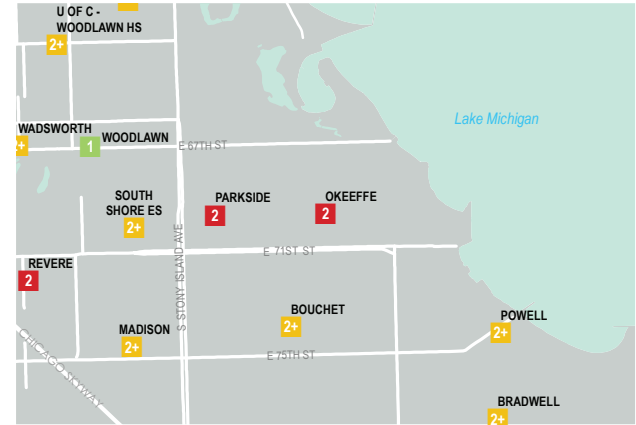 U OF C -
WOODLAWN HS
2+
Lake Michigan
WADSWORTH
2+
1
WOODLAWN
E 67TH ST
SOUTH
SHORE ES
2+
PARKSIDE
2
OKEEFFE
2
S STONY ISLAND AVE
E 71ST ST
REVERE
2
BOUCHET
2+
POWELL
2+
MADISON
2+
E 75TH ST
CHICAGO SKYWAY
BRADWELL
2+